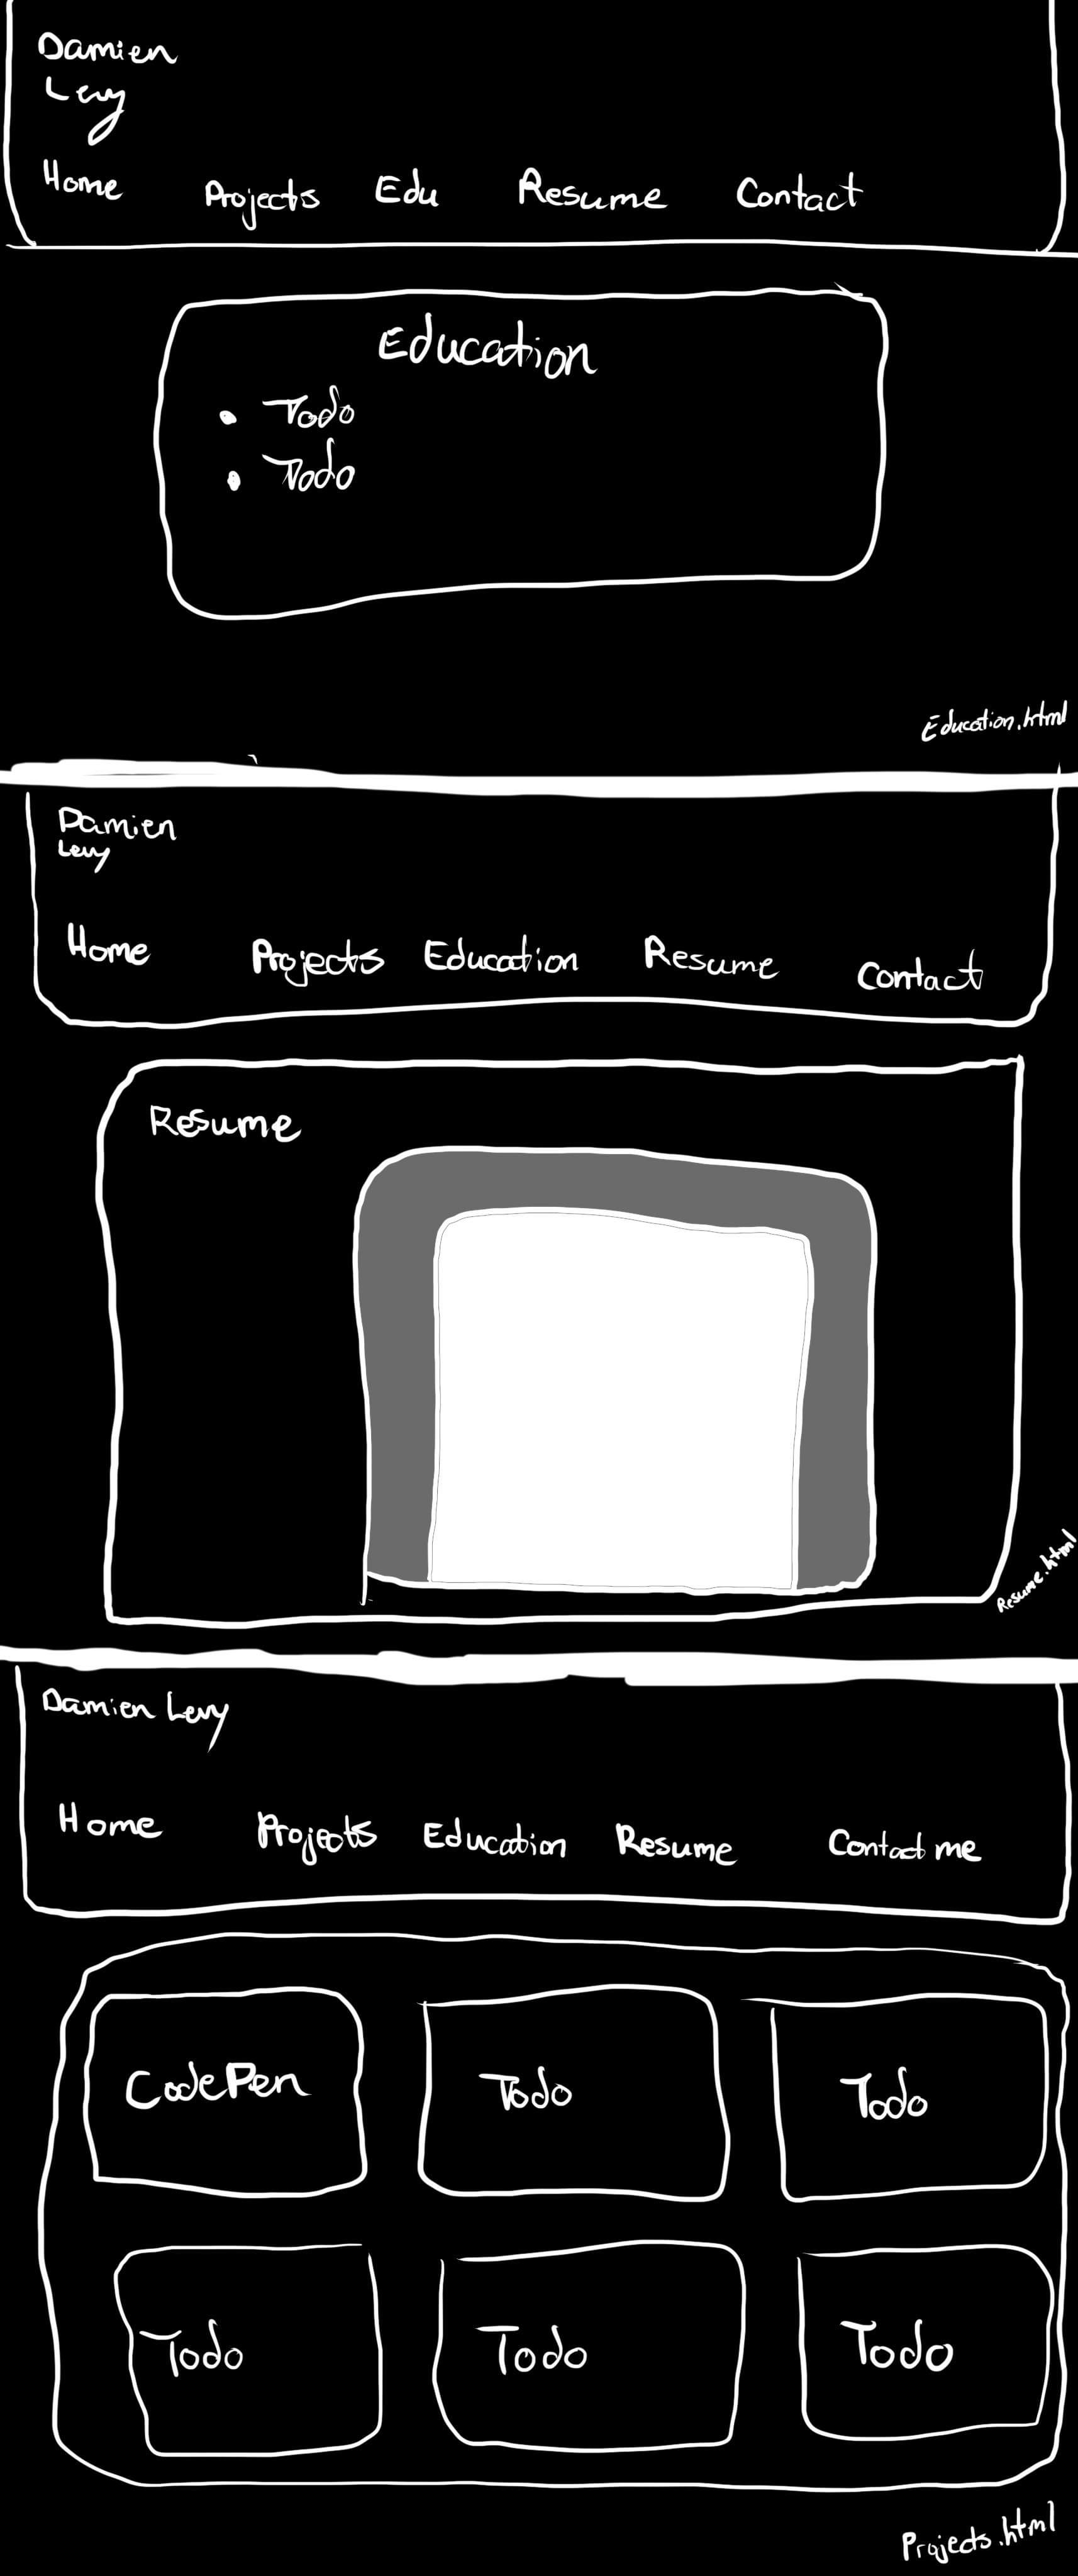 Damien
Levy
Home Projects Edu Resume Contact
Education
• Todo
• Todo
Education.html
Damien
Levy
Home Projects Education Resume Contact
Resume
Resume.html
Damien Levy
Home Projects Education Resume Contact me
CodePen Todo Todo
Todo Todo Todo
Projects.html